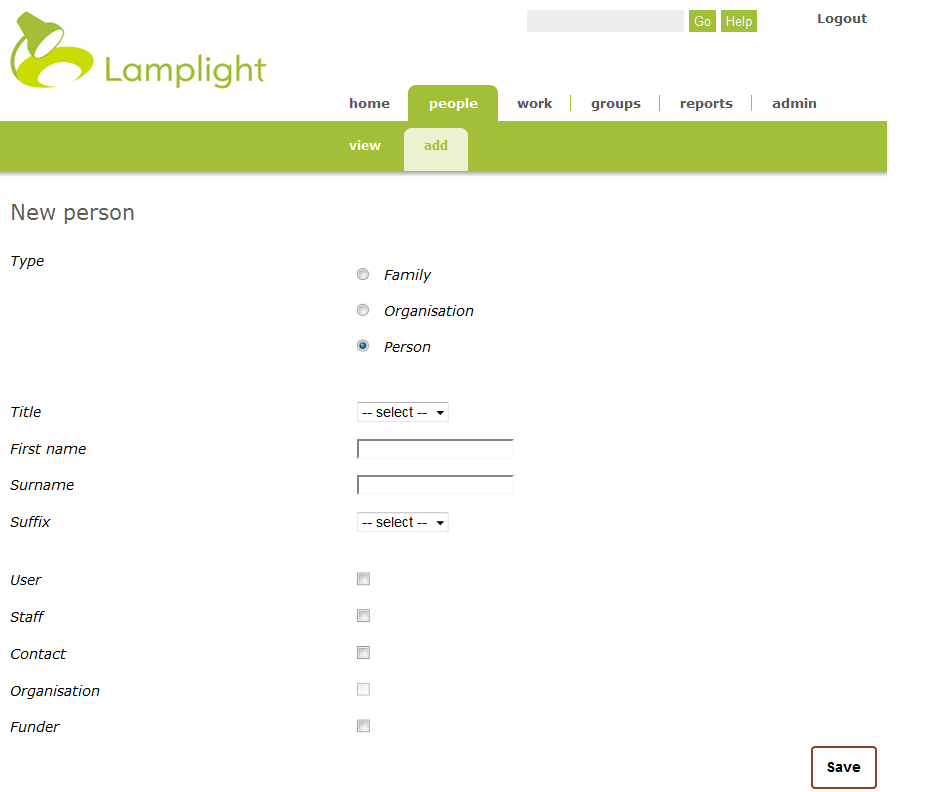 Go Help Logout
Lamplight
home people work groups reports admin
view add
New person
Type
Family
Organisation
Person
Title -- select --
First name
Surname
Suffix -- select --
User
Staff
Contact
Organisation
Funder
Save